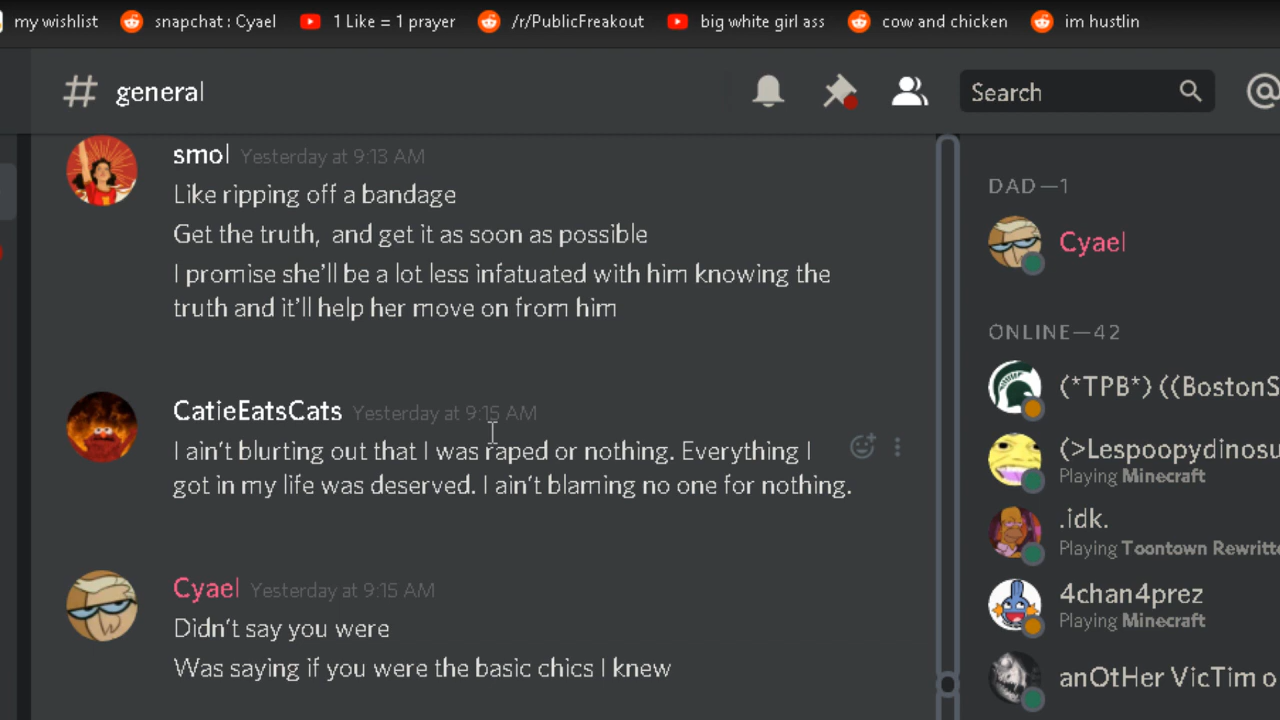 my wishlist snapchat : Cyael 1 Like = 1 prayer /r/PublicFreakout big white girl ass cow and chicken im hustlin
# general Search @
smol Yesterday at 9:13 AM
Like ripping off a bandage
Get the truth, and get it as soon as possible
I promise she'll be a lot less infatuated with him knowing the
truth and it'll help her move on from him
CatieEatsCats Yesterday at 9:15 AM
I ain't blurting out that I was raped or nothing. Everything I
got in my life was deserved. I ain't blaming no one for nothing.
Cyael Yesterday at 9:15 AM
Didn't say you were
Was saying if you were the basic chics I knew
DAD—1
Cyael
ONLINE—42
(*TPB*) ((BostonS
(>Lespoopydinosu
Playing Minecraft
.idk.
Playing Toontown Rewritte
4chan4prez
Playing Minecraft
anOtHer VicTim o